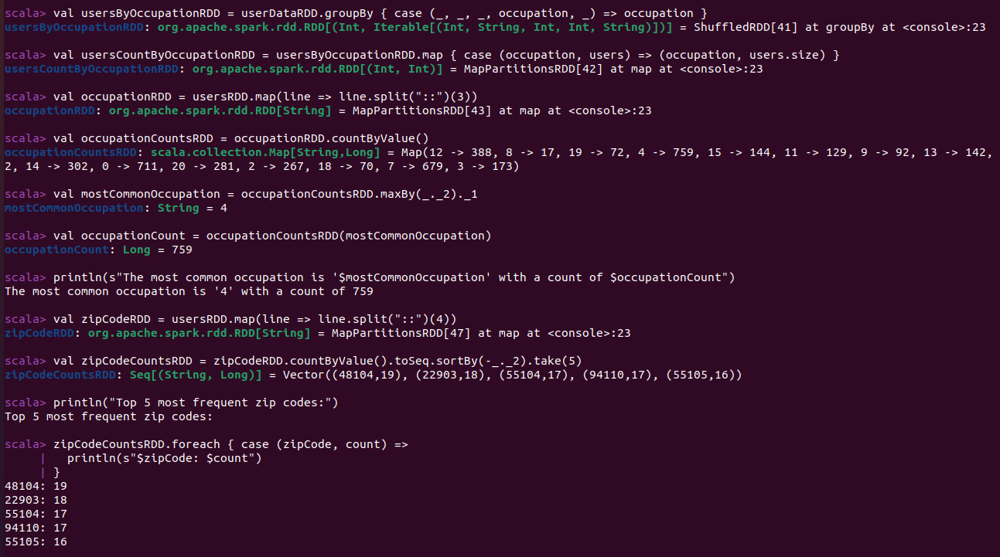 scala> val usersByOccupationRDD = userDataRDD.groupBy { case (_, _, _, occupation, _) => occupation }
usersByOccupationRDD: org.apache.spark.rdd.RDD[(Int, Iterable[(Int, String, Int, Int, String)])] = ShuffledRDD[41] at groupBy at <console>:23
scala> val usersCountByOccupationRDD = usersByOccupationRDD.map { case (occupation, users) => (occupation, users.size) }
usersCountByOccupationRDD: org.apache.spark.rdd.RDD[(Int, Int)] = MapPartitionsRDD[42] at map at <console>:23
scala> val occupationRDD = usersRDD.map(line => line.split("::")(3))
occupationRDD: org.apache.spark.rdd.RDD[String] = MapPartitionsRDD[43] at map at <console>:23
scala> val occupationCountsRDD = occupationRDD.countByValue()
occupationCountsRDD: scala.collection.Map[String,Long] = Map(12 -> 388, 8 -> 17, 19 -> 72, 4 -> 759, 15 -> 144, 11 -> 129, 9 -> 92, 13 -> 142,
2, 14 -> 302, 0 -> 711, 20 -> 281, 2 -> 267, 18 -> 70, 7 -> 679, 3 -> 173)
scala> val mostCommonOccupation = occupationCountsRDD.maxBy(_._2)._1
mostCommonOccupation: String = 4
scala> val occupationCount = occupationCountsRDD(mostCommonOccupation)
occupationCount: Long = 759
scala> println(s"The most common occupation is '$mostCommonOccupation' with a count of $occupationCount")
The most common occupation is '4' with a count of 759
scala> val zipCodeRDD = usersRDD.map(line => line.split("::")(4))
zipCodeRDD: org.apache.spark.rdd.RDD[String] = MapPartitionsRDD[47] at map at <console>:23
scala> val zipCodeCountsRDD = zipCodeRDD.countByValue().toSeq.sortBy(-_._2).take(5)
zipCodeCountsRDD: Seq[(String, Long)] = Vector((48104,19), (22903,18), (55104,17), (94110,17), (55105,16))
scala> println("Top 5 most frequent zip codes:")
Top 5 most frequent zip codes:
scala> zipCodeCountsRDD.foreach { case (zipCode, count) =>
| println(s"$zipCode: $count")
| }
48104: 19
22903: 18
55104: 17
94110: 17
55105: 16